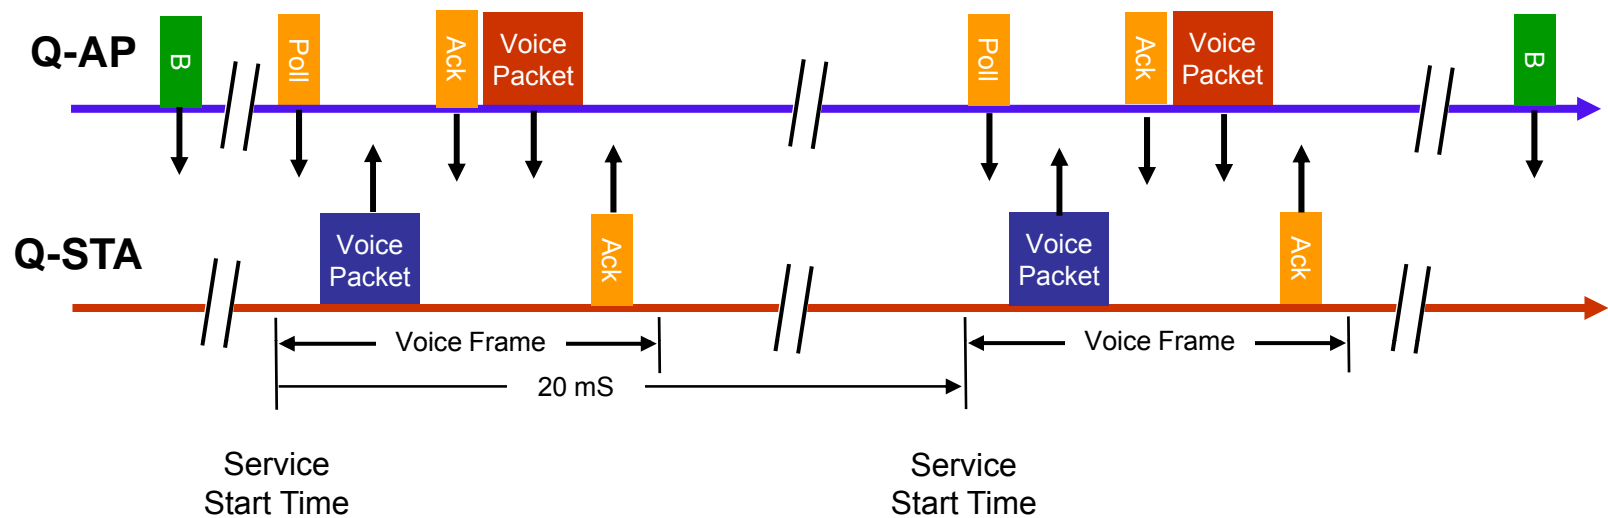 Q-AP
B
Poll
Ack
Voice
Packet
Poll
Ack
Voice
Packet
B
Q-STA
Voice
Packet
Ack
Voice
Packet
Ack
Voice Frame
Voice Frame
20 mS
Service
Start Time
Service
Start Time